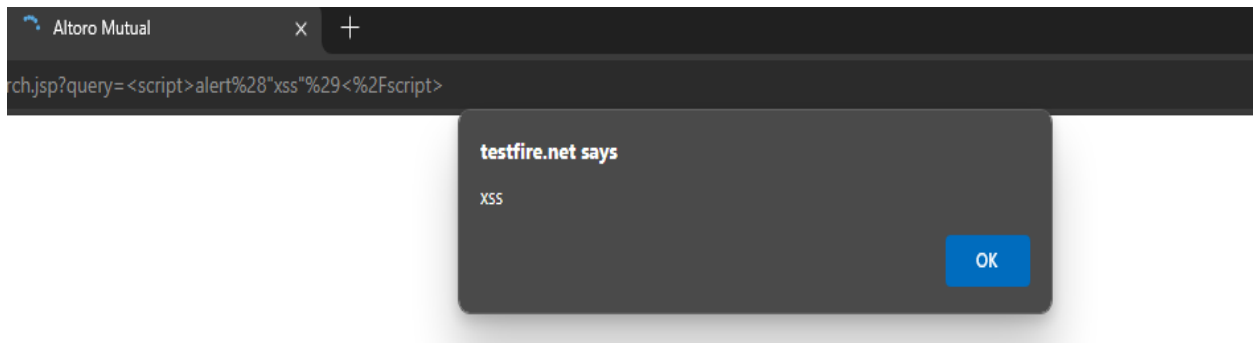 Altoro Mutual
rch.jsp?query=<script>alert%28"xss"%29<%2Fscript>
testfire.net says
xss
OK